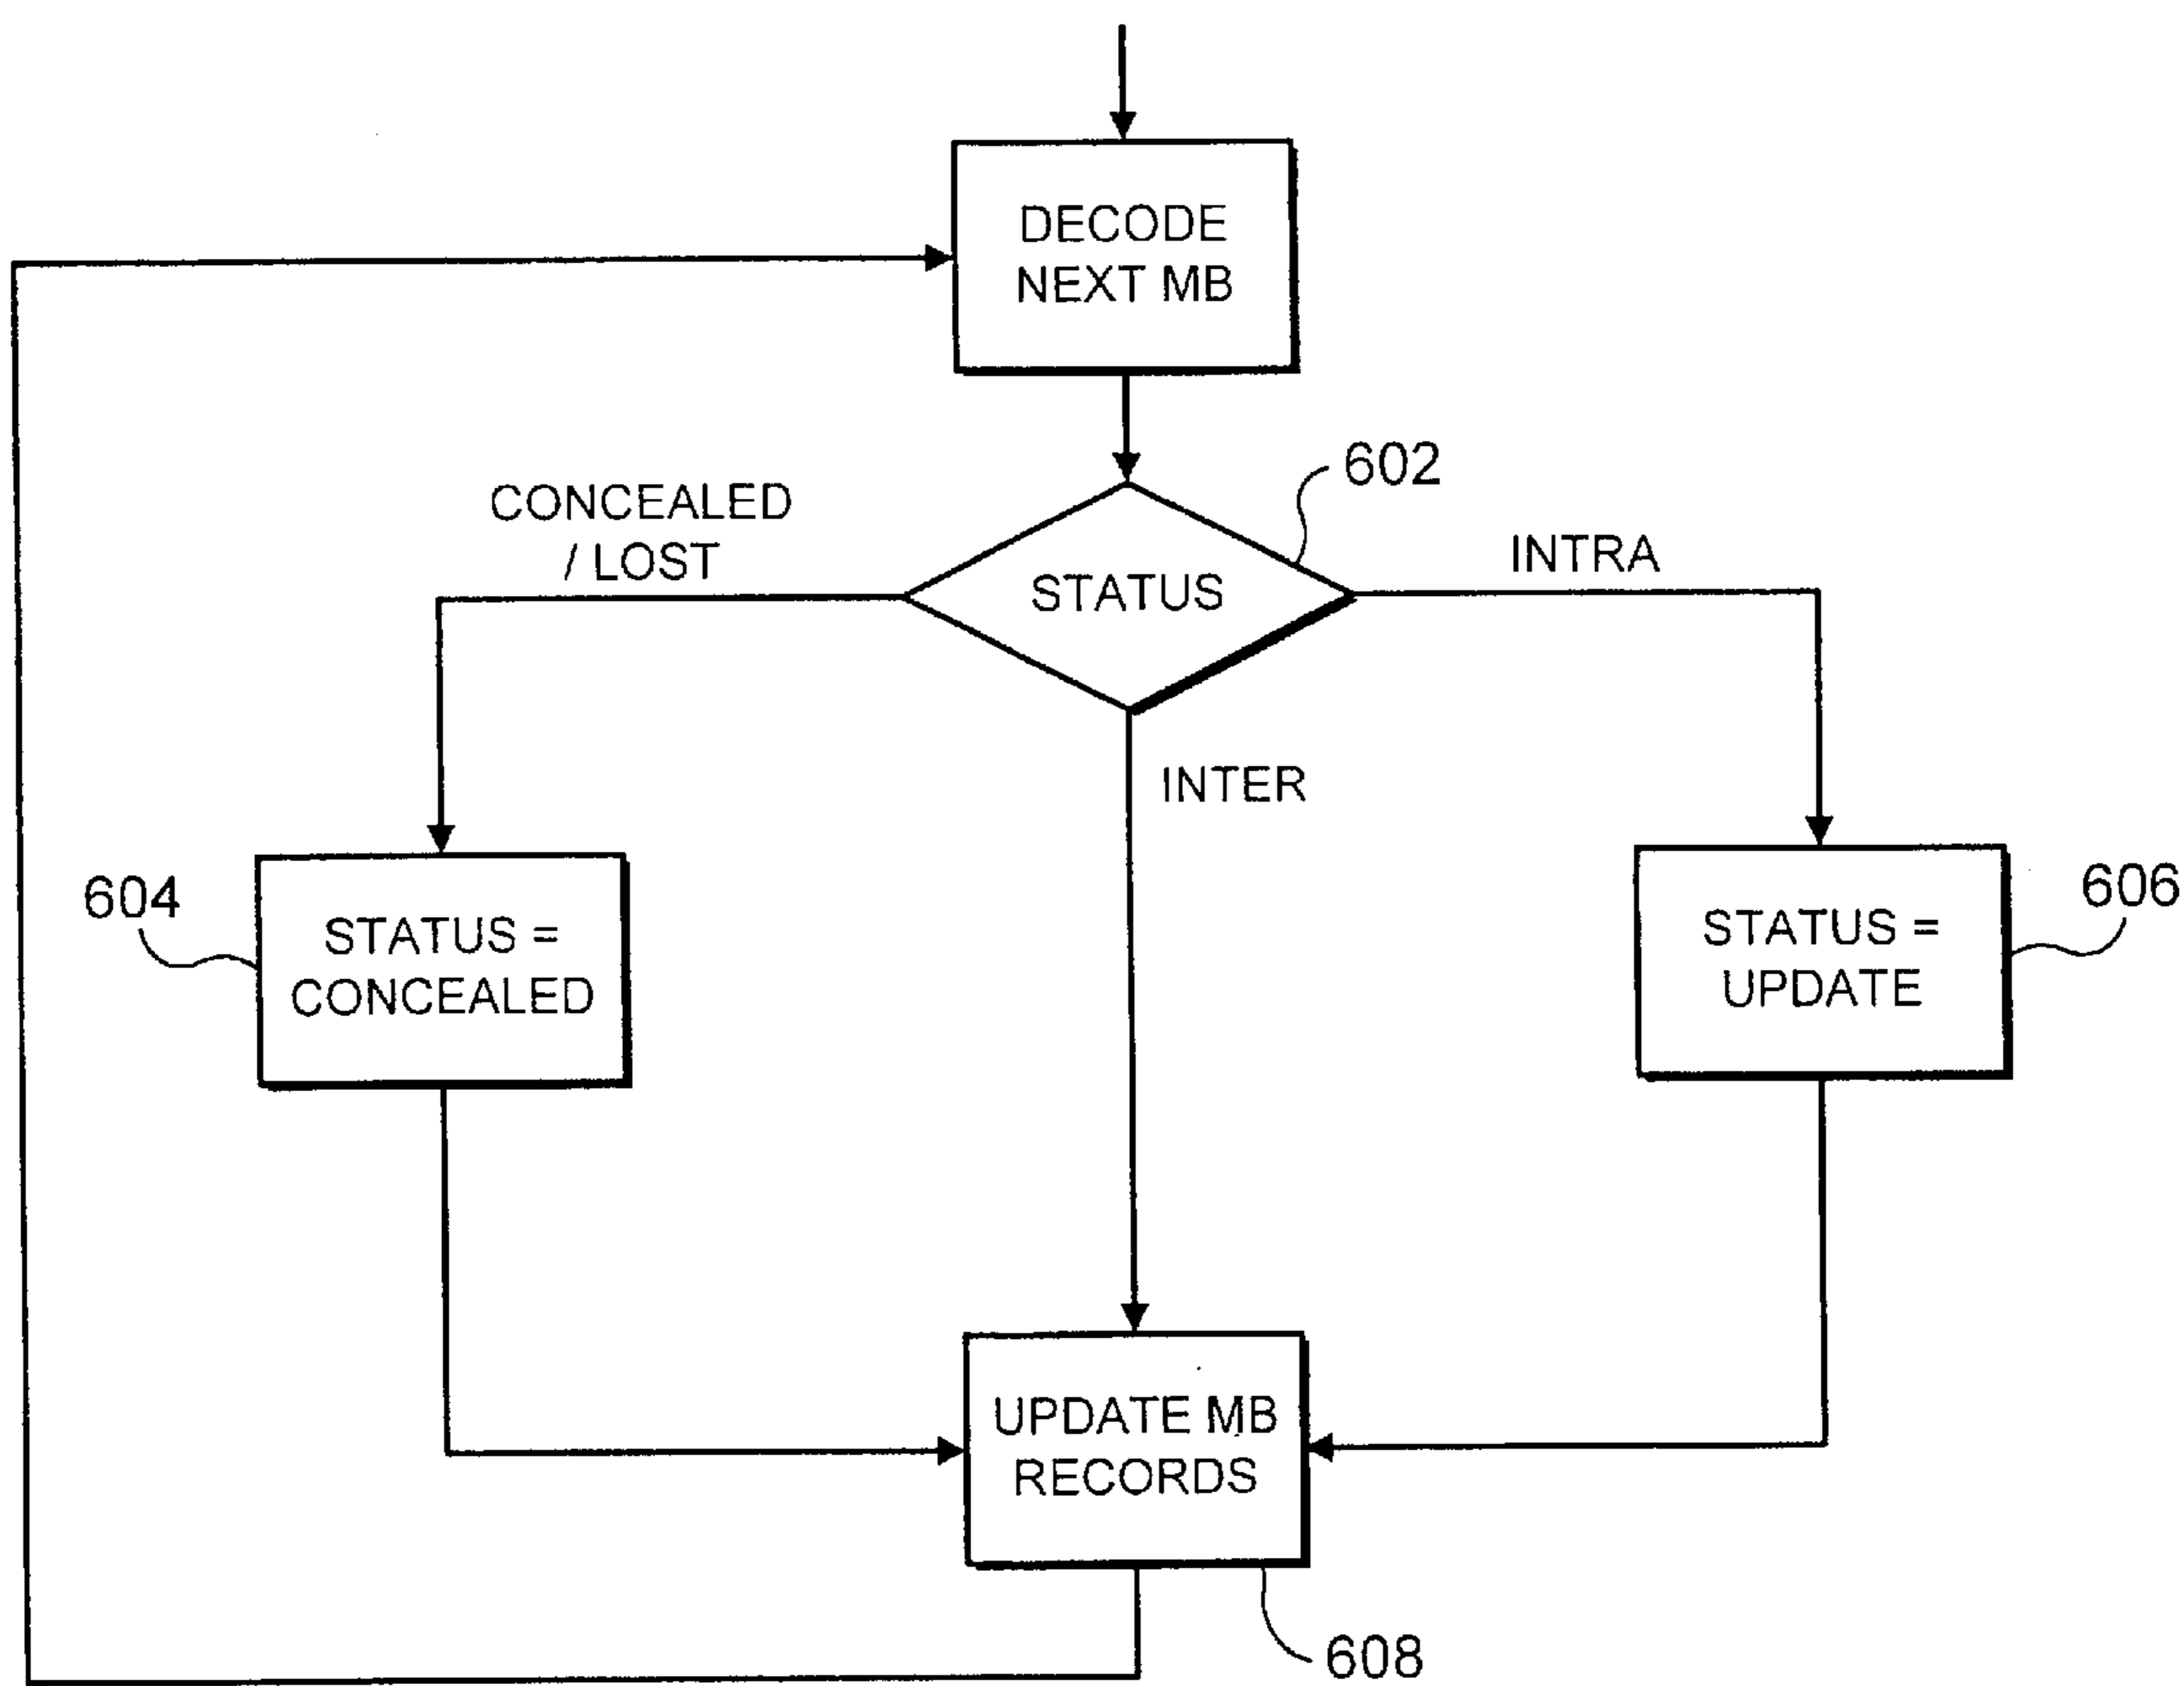 DECODE
NEXT MB
602
CONCEALED
/ LOST
INTRA
STATUS
INTER
604
606
STATUS =
CONCEALED
STATUS =
UPDATE
UPDATE MB
RECORDS
608